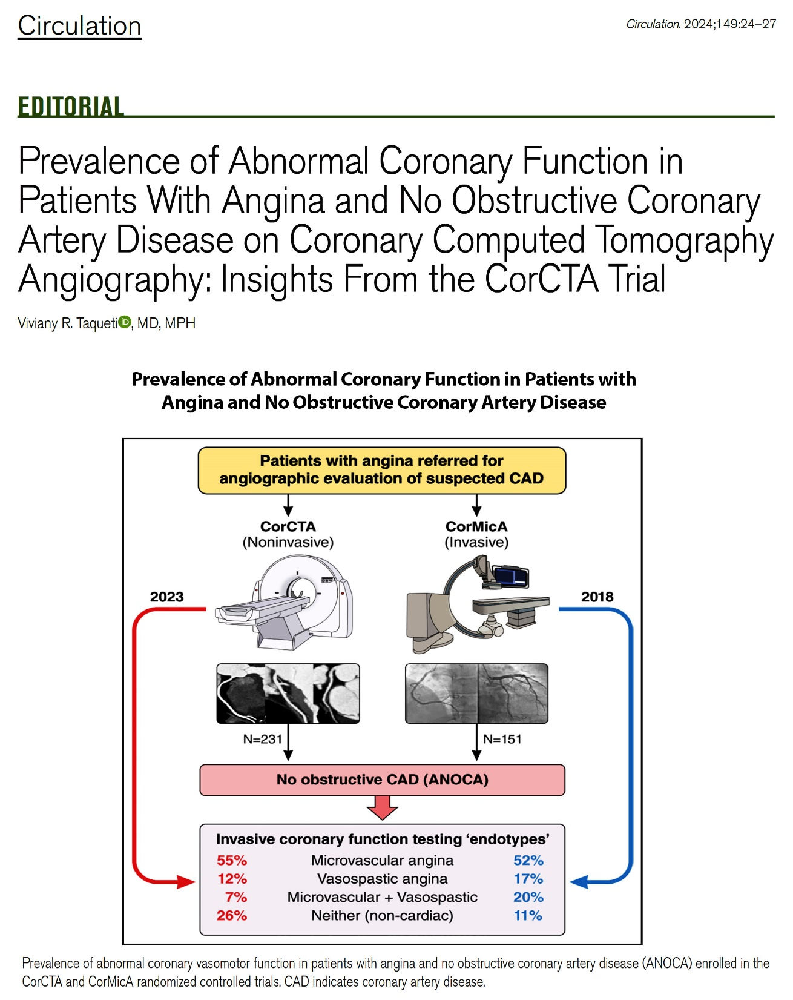 Circulation
Circulation. 2024;149:24–27
EDITORIAL
Prevalence of Abnormal Coronary Function in
Patients With Angina and No Obstructive Coronary
Artery Disease on Coronary Computed Tomography
Angiography: Insights From the CorCTA Trial
Viviany R. Taqueti iD, MD, MPH
Prevalence of Abnormal Coronary Function in Patients with
Angina and No Obstructive Coronary Artery Disease
Patients with angina referred for
angiographic evaluation of suspected CAD
CorCTA
(Noninvasive)
CorMicA
(Invasive)
2023
2018
N=231
N=151
No obstructive CAD (ANOCA)
Invasive coronary function testing ‘endotypes’
55% Microvascular angina 52%
12% Vasospastic angina 17%
7% Microvascular + Vasospastic 20%
26% Neither (non-cardiac) 11%
Prevalence of abnormal coronary vasomotor function in patients with angina and no obstructive coronary artery disease (ANOCA) enrolled in the
CorCTA and CorMicA randomized controlled trials. CAD indicates coronary artery disease.